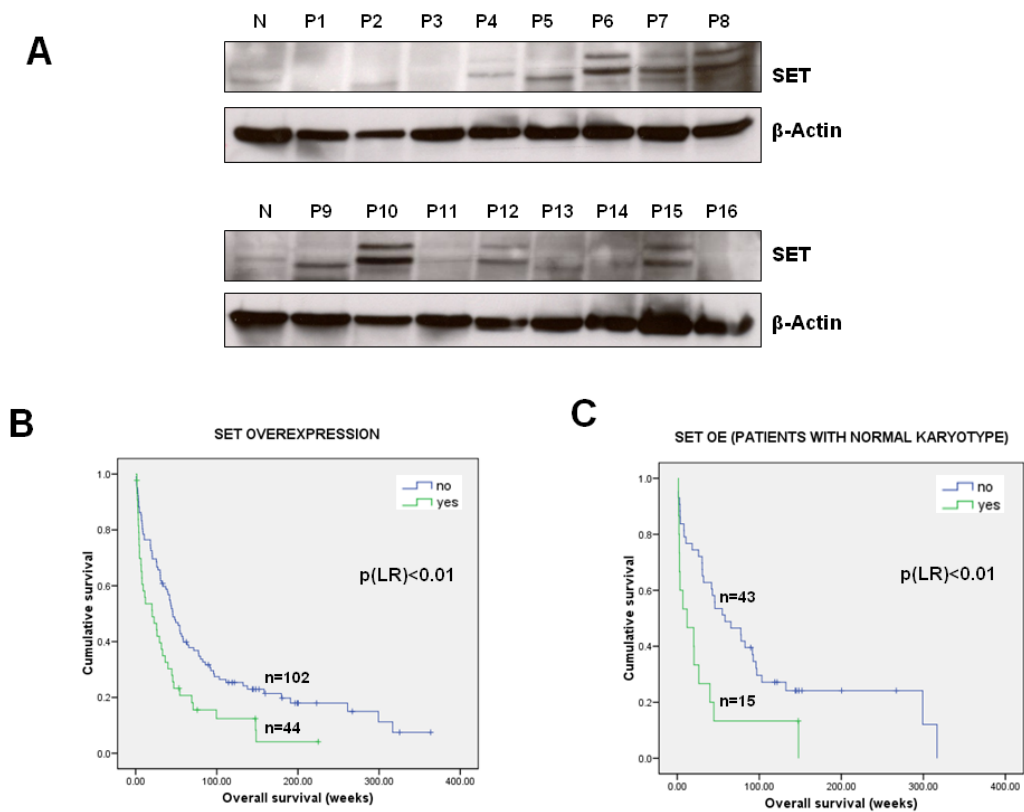 A
N P1 P2 P3 P4 P5 P6 P7 P8
SET
β-Actin
N P9 P10 P11 P12 P13 P14 P15 P16
SET
β-Actin
B
SET OVEREXPRESSION
no
yes
p(LR)<0.01
n=102
n=44
Cumulative survival
1.0
0.8
0.6
0.4
0.2
0.0
0.00 100.00 200.00 300.00 400.00
Overall survival (weeks)
C
SET OE (PATIENTS WITH NORMAL KARYOTYPE)
no
yes
p(LR)<0.01
n=43
n=15
Cumulative survival
1.0
0.8
0.6
0.4
0.2
0.0
0.00 100.00 200.00 300.00 400.00
Overall survival (weeks)